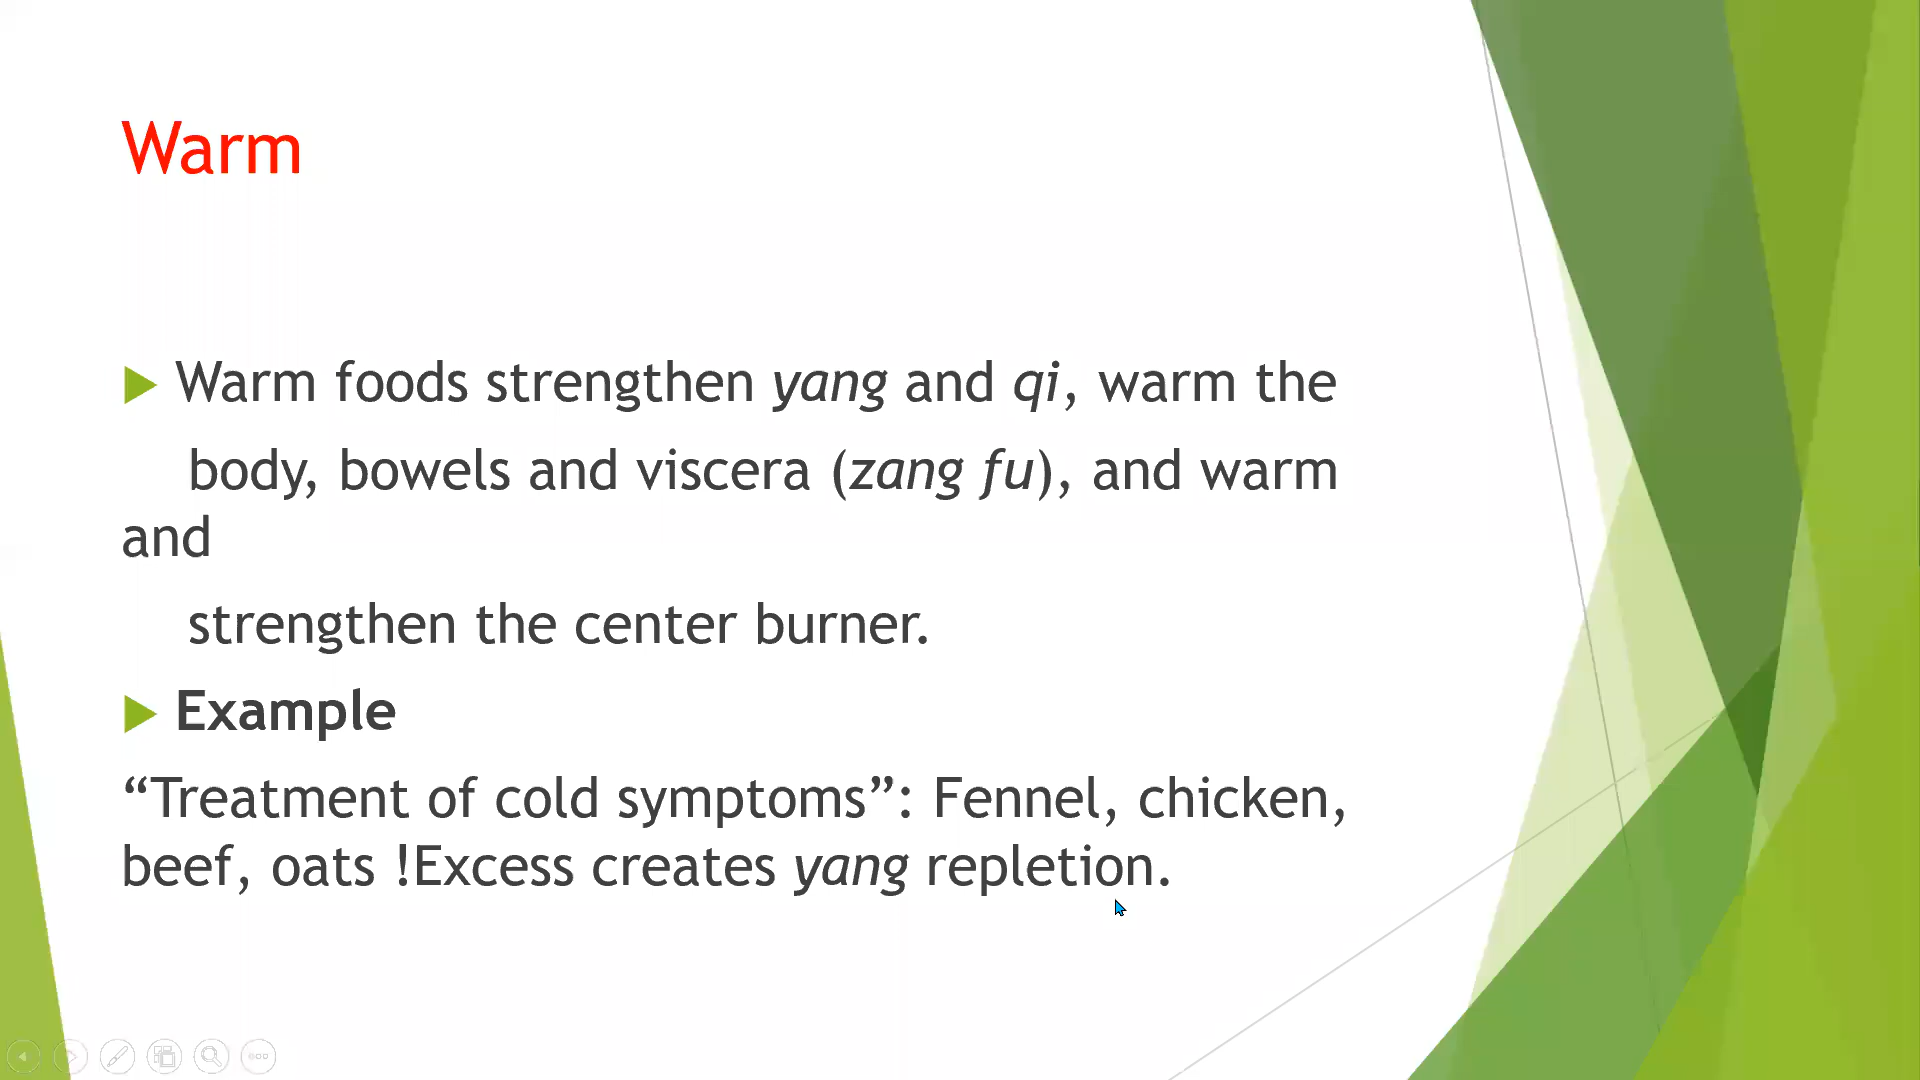 Warm
Warm foods strengthen yang and qi, warm the
body, bowels and viscera (zang fu), and warm
and
strengthen the center burner.
Example
“Treatment of cold symptoms”: Fennel, chicken,
beef, oats !Excess creates yang repletion.